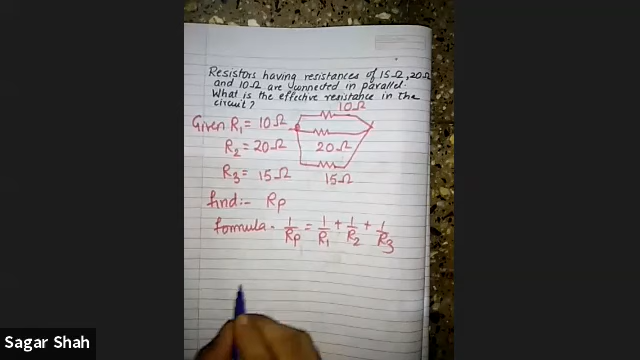 Resistors having resistances of 15Ω, 20Ω
and 10Ω are connected in parallel.
What is the effective resistance in the
circuit?
10Ω
Given R₁ = 10Ω
R₂ = 20Ω
20Ω
R₃ = 15Ω
15Ω
find:- Rp
formula - 1/Rp = 1/R₁ + 1/R₂ + 1/R₃
Sagar Shah